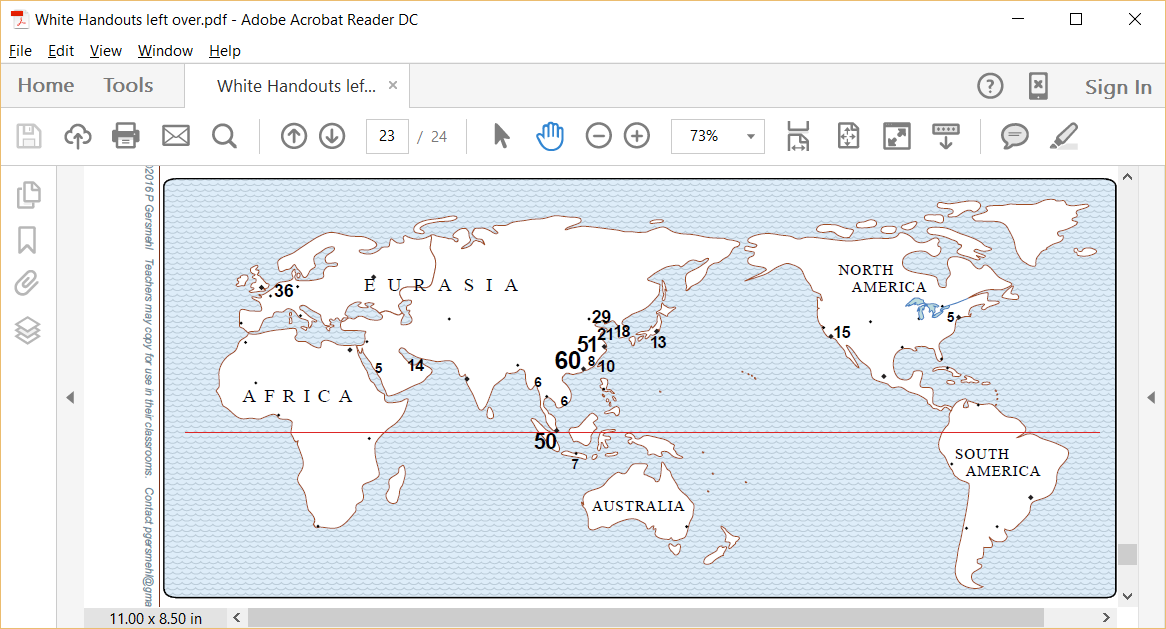 White Handouts left over.pdf - Adobe Acrobat Reader DC
File Edit View Window Help
Home Tools White Handouts lef... × ? Sign In
23 / 24 73%
2016 P Gersmehl Teachers may copy for use in their classrooms. Contact pgersmehl@gma
NORTH
AMERICA
36
EURASIA
29
5
21
18
15
51
13
60
8
10
5
14
6
6
AFRICA
50
7
SOUTH
AMERICA
AUSTRALIA
11.00 x 8.50 in